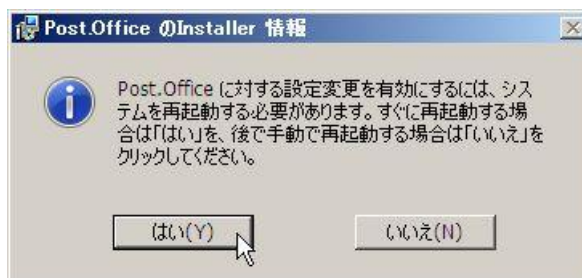 Post.Office のInstaller 情報
Post.Office に対する設定変更を有効にするには、シス
テムを再起動する必要があります。すぐに再起動する場
合は「はい」を、後で手動で再起動する場合は「いいえ」を
クリックしてください。
はい(Y)
いいえ(N)